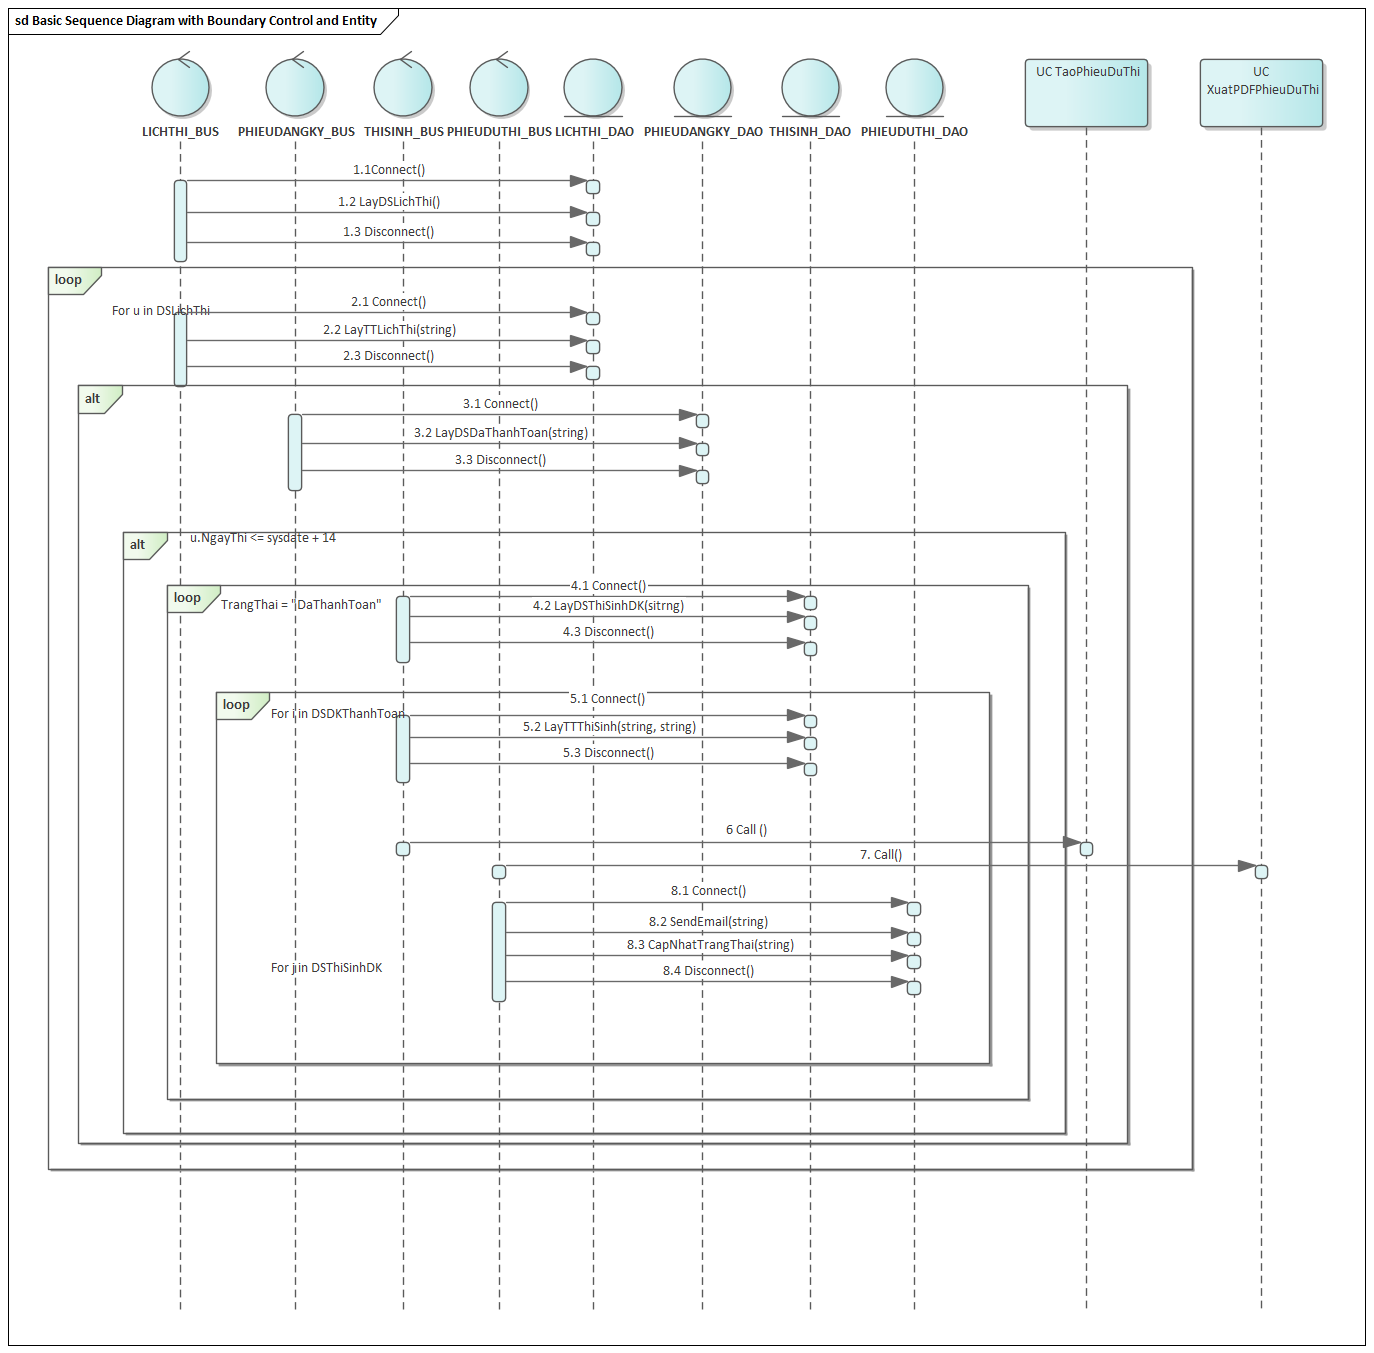 sd Basic Sequence Diagram with Boundary Control and Entity
UC TaoPhieuDuThi
UC
XuatPDFPhieuDuThi
LICHTHI_BUS
PHIEUDANGKY_BUS
THISINH_BUS
PHIEUDUTHI_BUS
LICHTHI_DAO
PHIEUDANGKY_DAO
THISINH_DAO
PHIEUDUTHI_DAO
1.1Connect()
1.2 LayDSLichThi()
1.3 Disconnect()
loop
For u in DSLichThi
2.1 Connect()
2.2 LayTTLichThi(string)
2.3 Disconnect()
alt
3.1 Connect()
3.2 LayDSDaThanhToan(string)
3.3 Disconnect()
alt
u.NgayThi <= sysdate + 14
loop
TrangThai = "DaThanhToan"
4.1 Connect()
4.2 LayDSThiSinhDK(sitrng)
4.3 Disconnect()
loop
For i in DSDKThanhToan
5.1 Connect()
5.2 LayTTThiSinh(string, string)
5.3 Disconnect()
6 Call ()
7. Call()
8.1 Connect()
8.2 SendEmail(string)
8.3 CapNhatTrangThai(string)
For j in DSThiSinhDK
8.4 Disconnect()